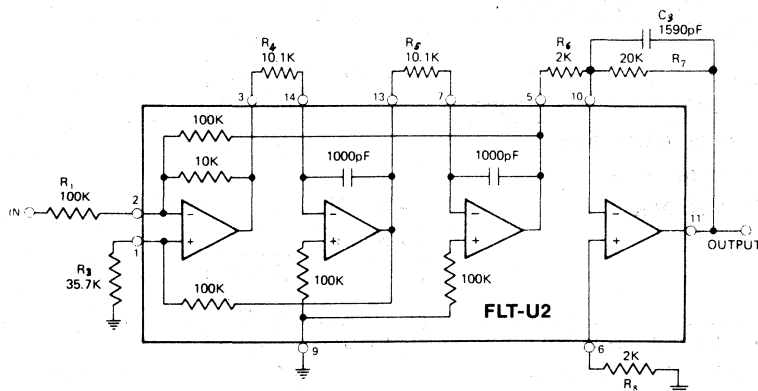 C3
1590pF
R4
10.1K
R5
10.1K
R6
2K
20K
R7
3
14
13
7
5
10
100K
10K
1000pF
1000pF
R1
100K
IN
2
1
R3
35.7K
100K
100K
100K
FLT-U2
11
OUTPUT
9
6
2K
R8